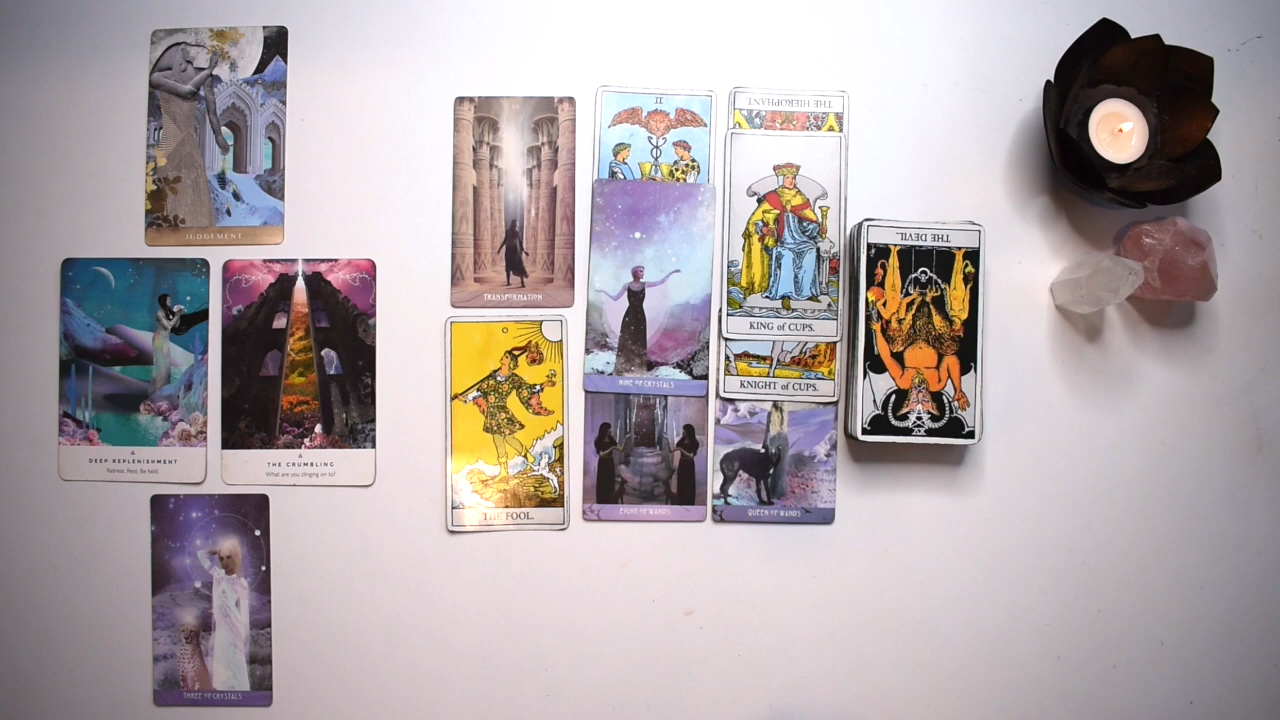 JUDGEMENT
DEEP REPLENISHMENT
Retreat. Rest. Be held.
THE CRUMBLING
What are you clinging on to?
THREE OF CRYSTALS
TRANSFORMATION
THE FOOL.
II
NINE OF CRYSTALS
EIGHT OF WANDS
THE HIEROPHANT.
KING of CUPS.
KNIGHT of CUPS.
QUEEN OF WANDS
THE DEVIL.
XV